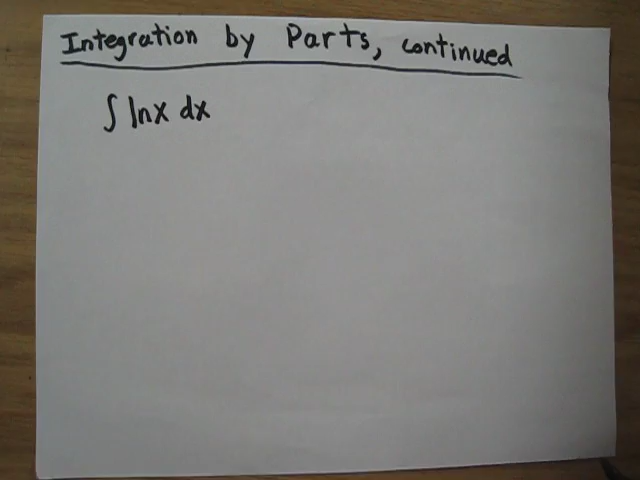 Integration by Parts, continued
∫ lnx dx